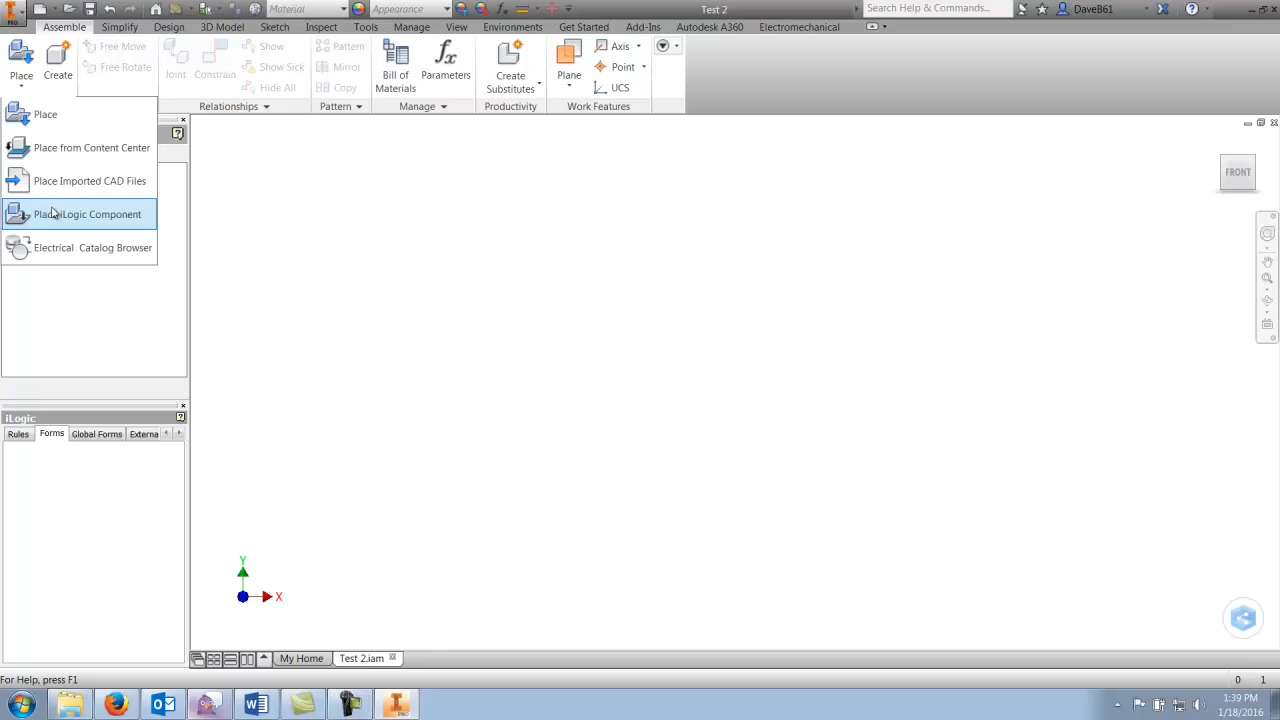 PRO
Material
Appearance
Test 2
Search Help & Commands...
DaveB61
Assemble Simplify Design 3D Model Sketch Inspect Tools Manage View Environments Get Started Add-Ins Autodesk A360 Electromechanical
Place
Create
Free Move
Free Rotate
Joint
Constrain
Show
Show Sick
Hide All
Relationships
Pattern
Mirror
Copy
Pattern
Bill of
Materials
Parameters
Manage
Create
Substitutes
Productivity
Plane
Axis
Point
UCS
Work Features
Place
Place from Content Center
Place Imported CAD Files
Place iLogic Component
Electrical Catalog Browser
FRONT
iLogic
Rules Forms Global Forms Externa
Y
X
My Home
Test 2.iam
For Help, press F1
0 1
PRO
1:39 PM
1/18/2016